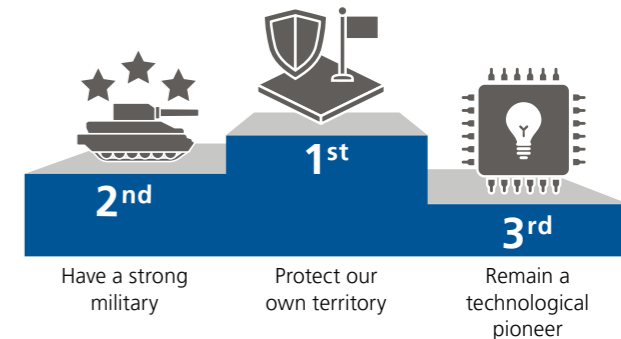 1st
2nd
3rd
Have a strong
military
Protect our
own territory
Remain a
technological
pioneer